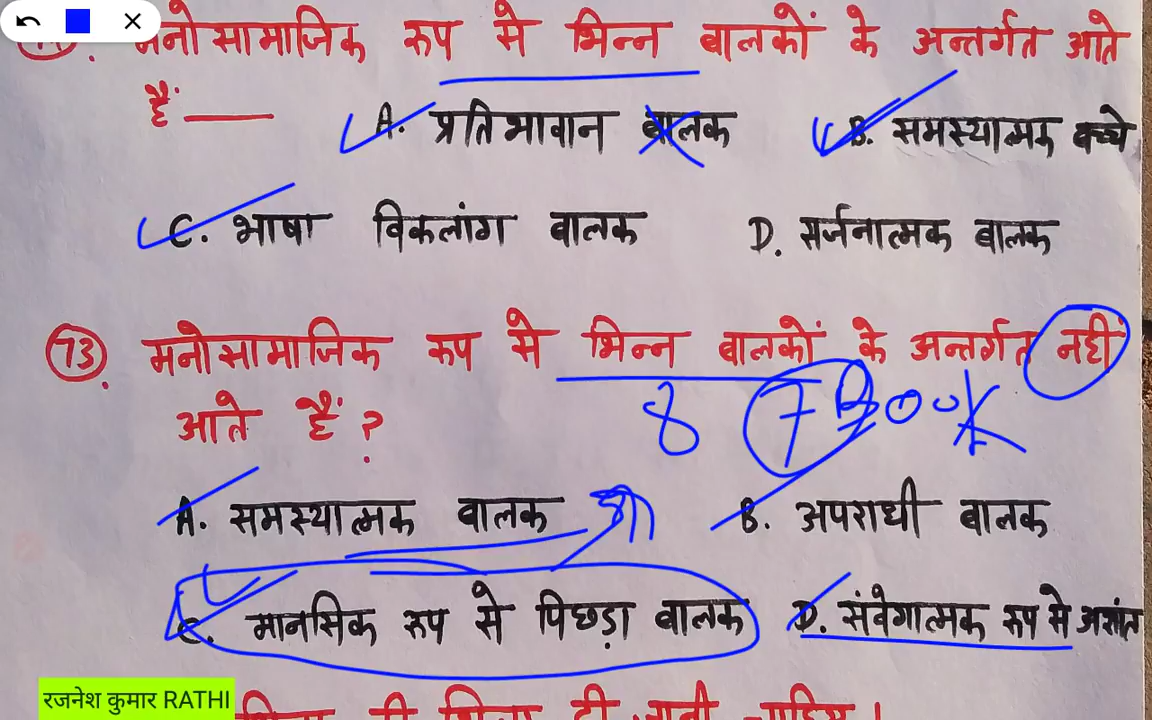 मनोसामाजिक रूप से भिन्न बालकों के अन्तर्गत आते
हैं —— A. प्रतिभावान बालक B. समस्यात्मक बच्चे
C. भाषा विकलांग बालक D. सर्जनात्मक बालक
73. मनोसामाजिक रूप से भिन्न बालकों के अन्तर्गत नहीं
आते हैं ? 8 7
A. समस्यात्मक बालक B. अपराधी बालक
C. मानसिक रूप से पिछड़ा बालक D. संवेगात्मक रूप से अशांत
रजनेश कुमार RATHI